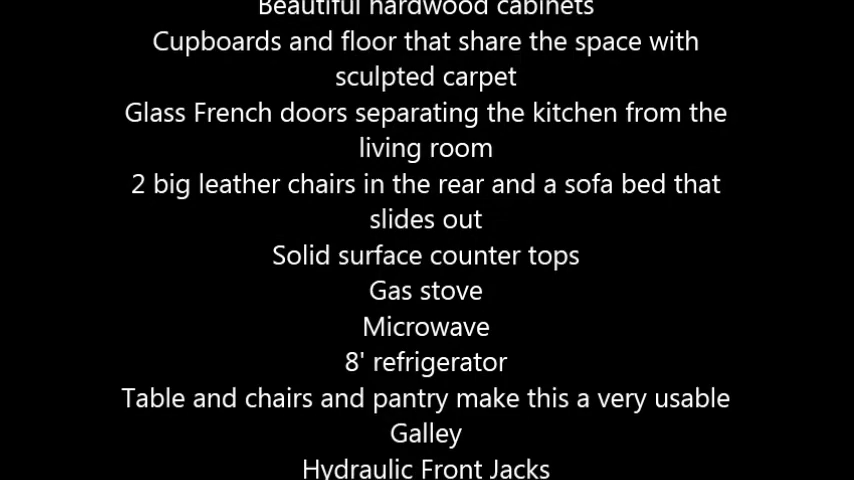 Beautiful hardwood cabinets
Cupboards and floor that share the space with
sculpted carpet
Glass French doors separating the kitchen from the
living room
2 big leather chairs in the rear and a sofa bed that
slides out
Solid surface counter tops
Gas stove
Microwave
8' refrigerator
Table and chairs and pantry make this a very usable
Galley
Hydraulic Front Jacks